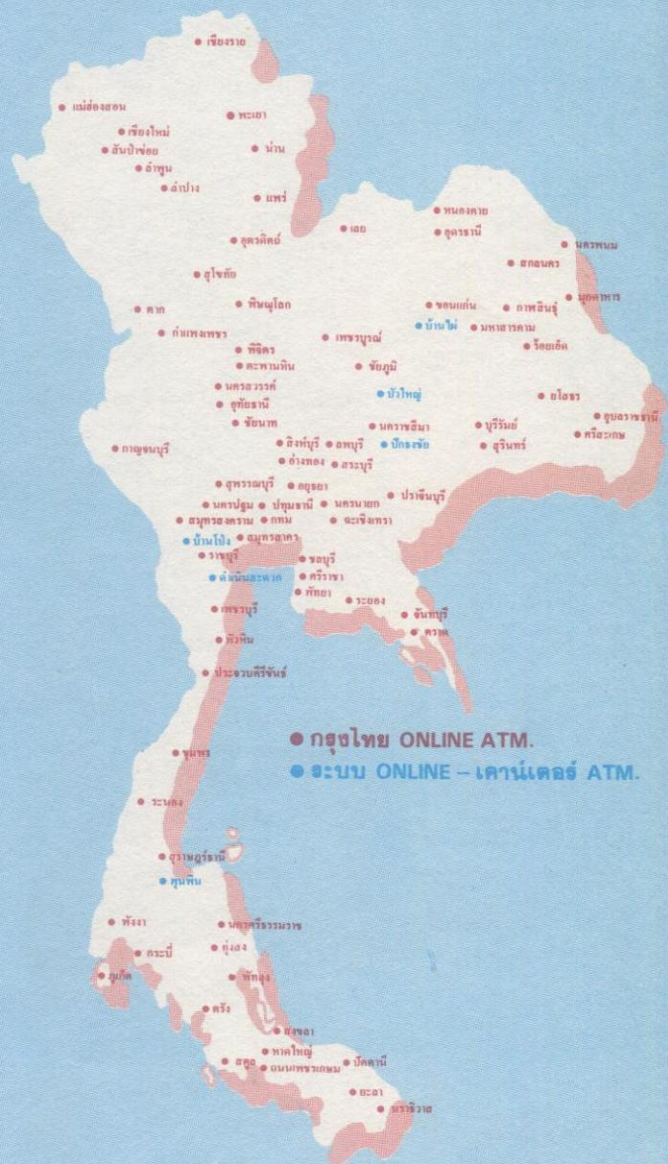 เชียงราย
แม่ฮ่องสอน
พะเยา
เชียงใหม่
สันป่าข่อย
น่าน
ลำพูน
ลำปาง
แพร่
หนองคาย
เลย
อุดรธานี
อุตรดิตถ์
นครพนม
สกลนคร
สุโขทัย
มุกดาหาร
ตาก
พิษณุโลก
ขอนแก่น
กาฬสินธุ์
บ้านไผ่
มหาสารคาม
กำแพงเพชร
เพชรบูรณ์
ร้อยเอ็ด
พิจิตร
ตะพานหิน
ชัยภูมิ
นครสวรรค์
บัวใหญ่
ยโสธร
อุทัยธานี
อุบลราชธานี
ชัยนาท
นครราชสีมา
บุรีรัมย์
ศรีสะเกษ
กาญจนบุรี
สิงห์บุรี
ลพบุรี
ปักธงชัย
สุรินทร์
อ่างทอง
สระบุรี
สุพรรณบุรี
อยุธยา
ปราจีนบุรี
นครปฐม
ปทุมธานี
นครนายก
สมุทรสงคราม
กทม
ฉะเชิงเทรา
บ้านโป่ง
สมุทรสาคร
ราชบุรี
ชลบุรี
ดำเนินสะดวก
ศรีราชา
พัทยา
ระยอง
เพชรบุรี
จันทบุรี
ตราด
หัวหิน
ประจวบคีรีขันธ์
กรุงไทย ONLINE ATM.
ชุมพร
ระบบ ONLINE – เคาน์เตอร์ ATM.
ระนอง
สุราษฎร์ธานี
พุนพิน
พังงา
นครศรีธรรมราช
ทุ่งสง
กระบี่
ภูเก็ต
พัทลุง
ตรัง
สงขลา
หาดใหญ่
สตูล
ถนนเพชรเกษม
ปัตตานี
ยะลา
นราธิวาส